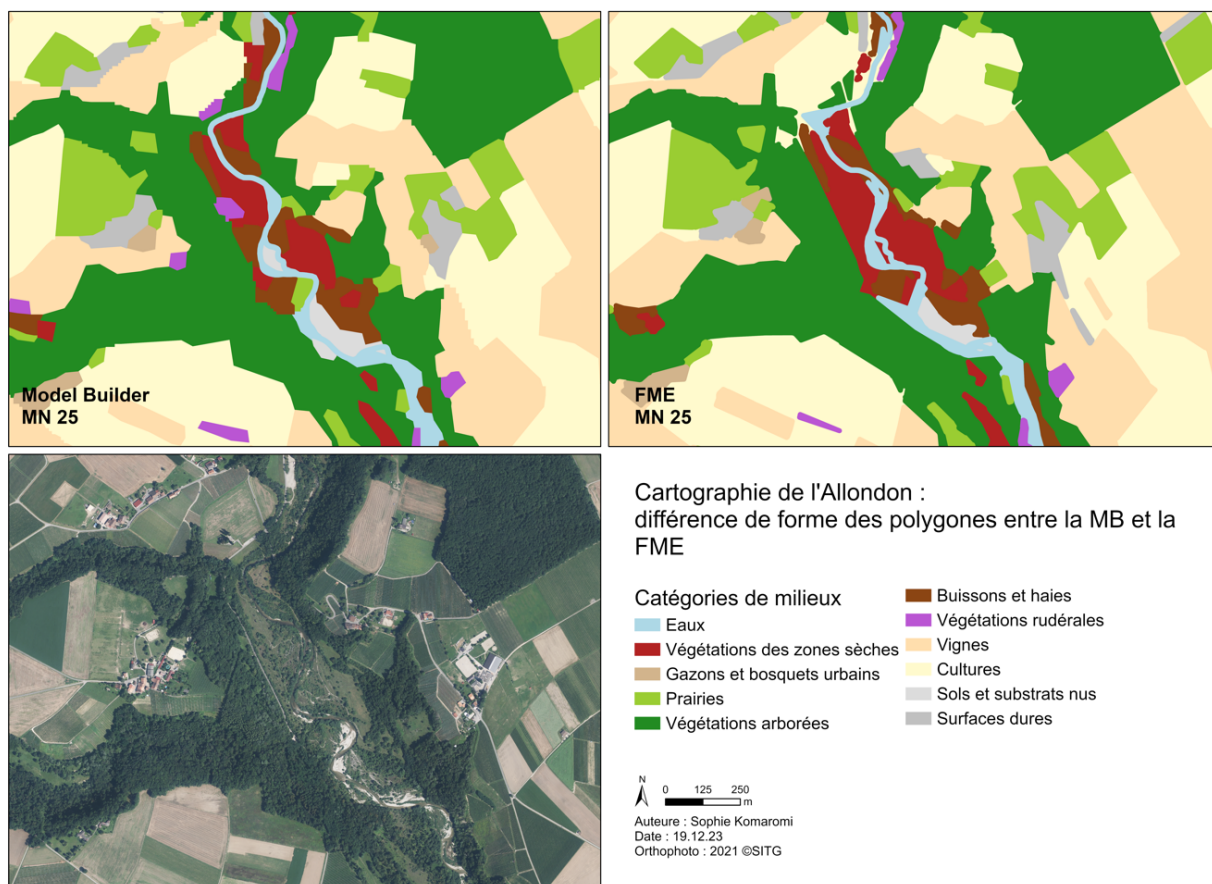 Model Builder
MN 25
FME
MN 25
Cartographie de l'Allondon :
différence de forme des polygones entre la MB et la
FME
Catégories de milieux
Eaux
Végétations des zones sèches
Gazons et bosquets urbains
Prairies
Végétations arborées
Buissons et haies
Végétations rudérales
Vignes
Cultures
Sols et substrats nus
Surfaces dures
N
0 125 250
m
Auteure : Sophie Komaromi
Date : 19.12.23
Orthophoto : 2021 ©SITG